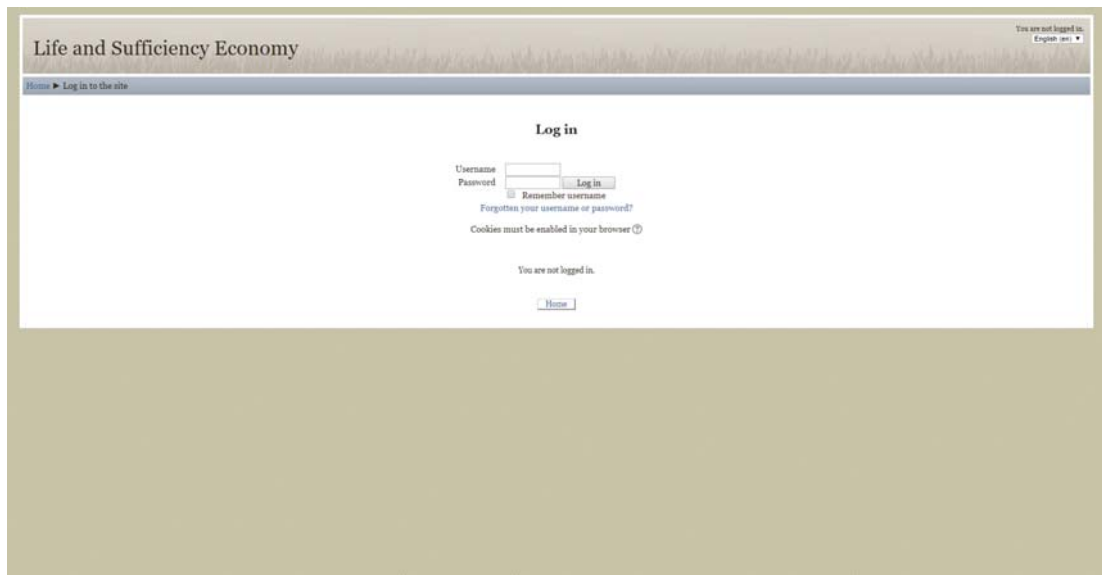 Life and Sufficiency Economy
You are not logged in.
English (en)
Home ► Log in to the site
Log in
Username
Password
Log in
Remember username
Forgotten your username or password?
Cookies must be enabled in your browser
You are not logged in.
Home